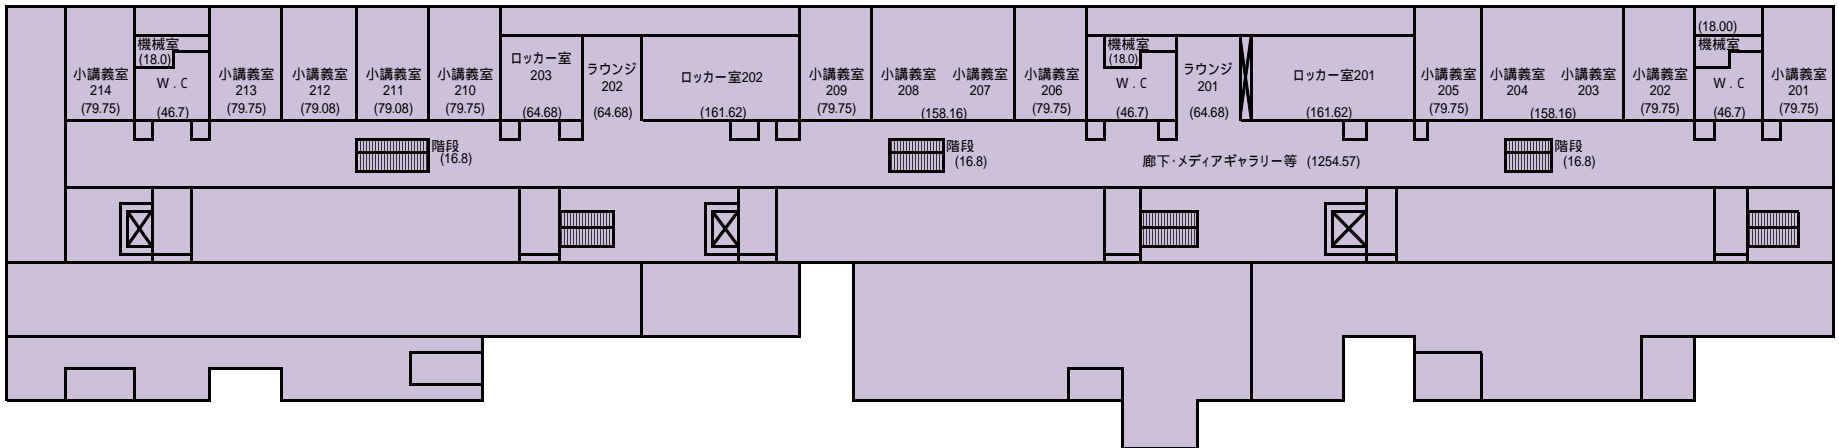 小講義室
214
(79.75)
機械室
(18.0)
W．C
(46.7)
小講義室
213
(79.75)
小講義室
212
(79.08)
小講義室
211
(79.08)
小講義室
210
(79.75)
ロッカー室
203
(64.68)
ラウンジ
202
(64.68)
ロッカー室202
(161.62)
小講義室
209
(79.75)
小講義室 小講義室
208 207
(158.16)
小講義室
206
(79.75)
機械室
(18.0)
W．C
(46.7)
ラウンジ
201
(64.68)
ロッカー室201
(161.62)
小講義室
205
(79.75)
小講義室 小講義室
204 203
(158.16)
小講義室
202
(79.75)
(18.00)
機械室
W．C
(46.7)
小講義室
201
(79.75)
階段
(16.8)
階段
(16.8)
廊下・メディアギャラリー等 (1254.57)
階段
(16.8)